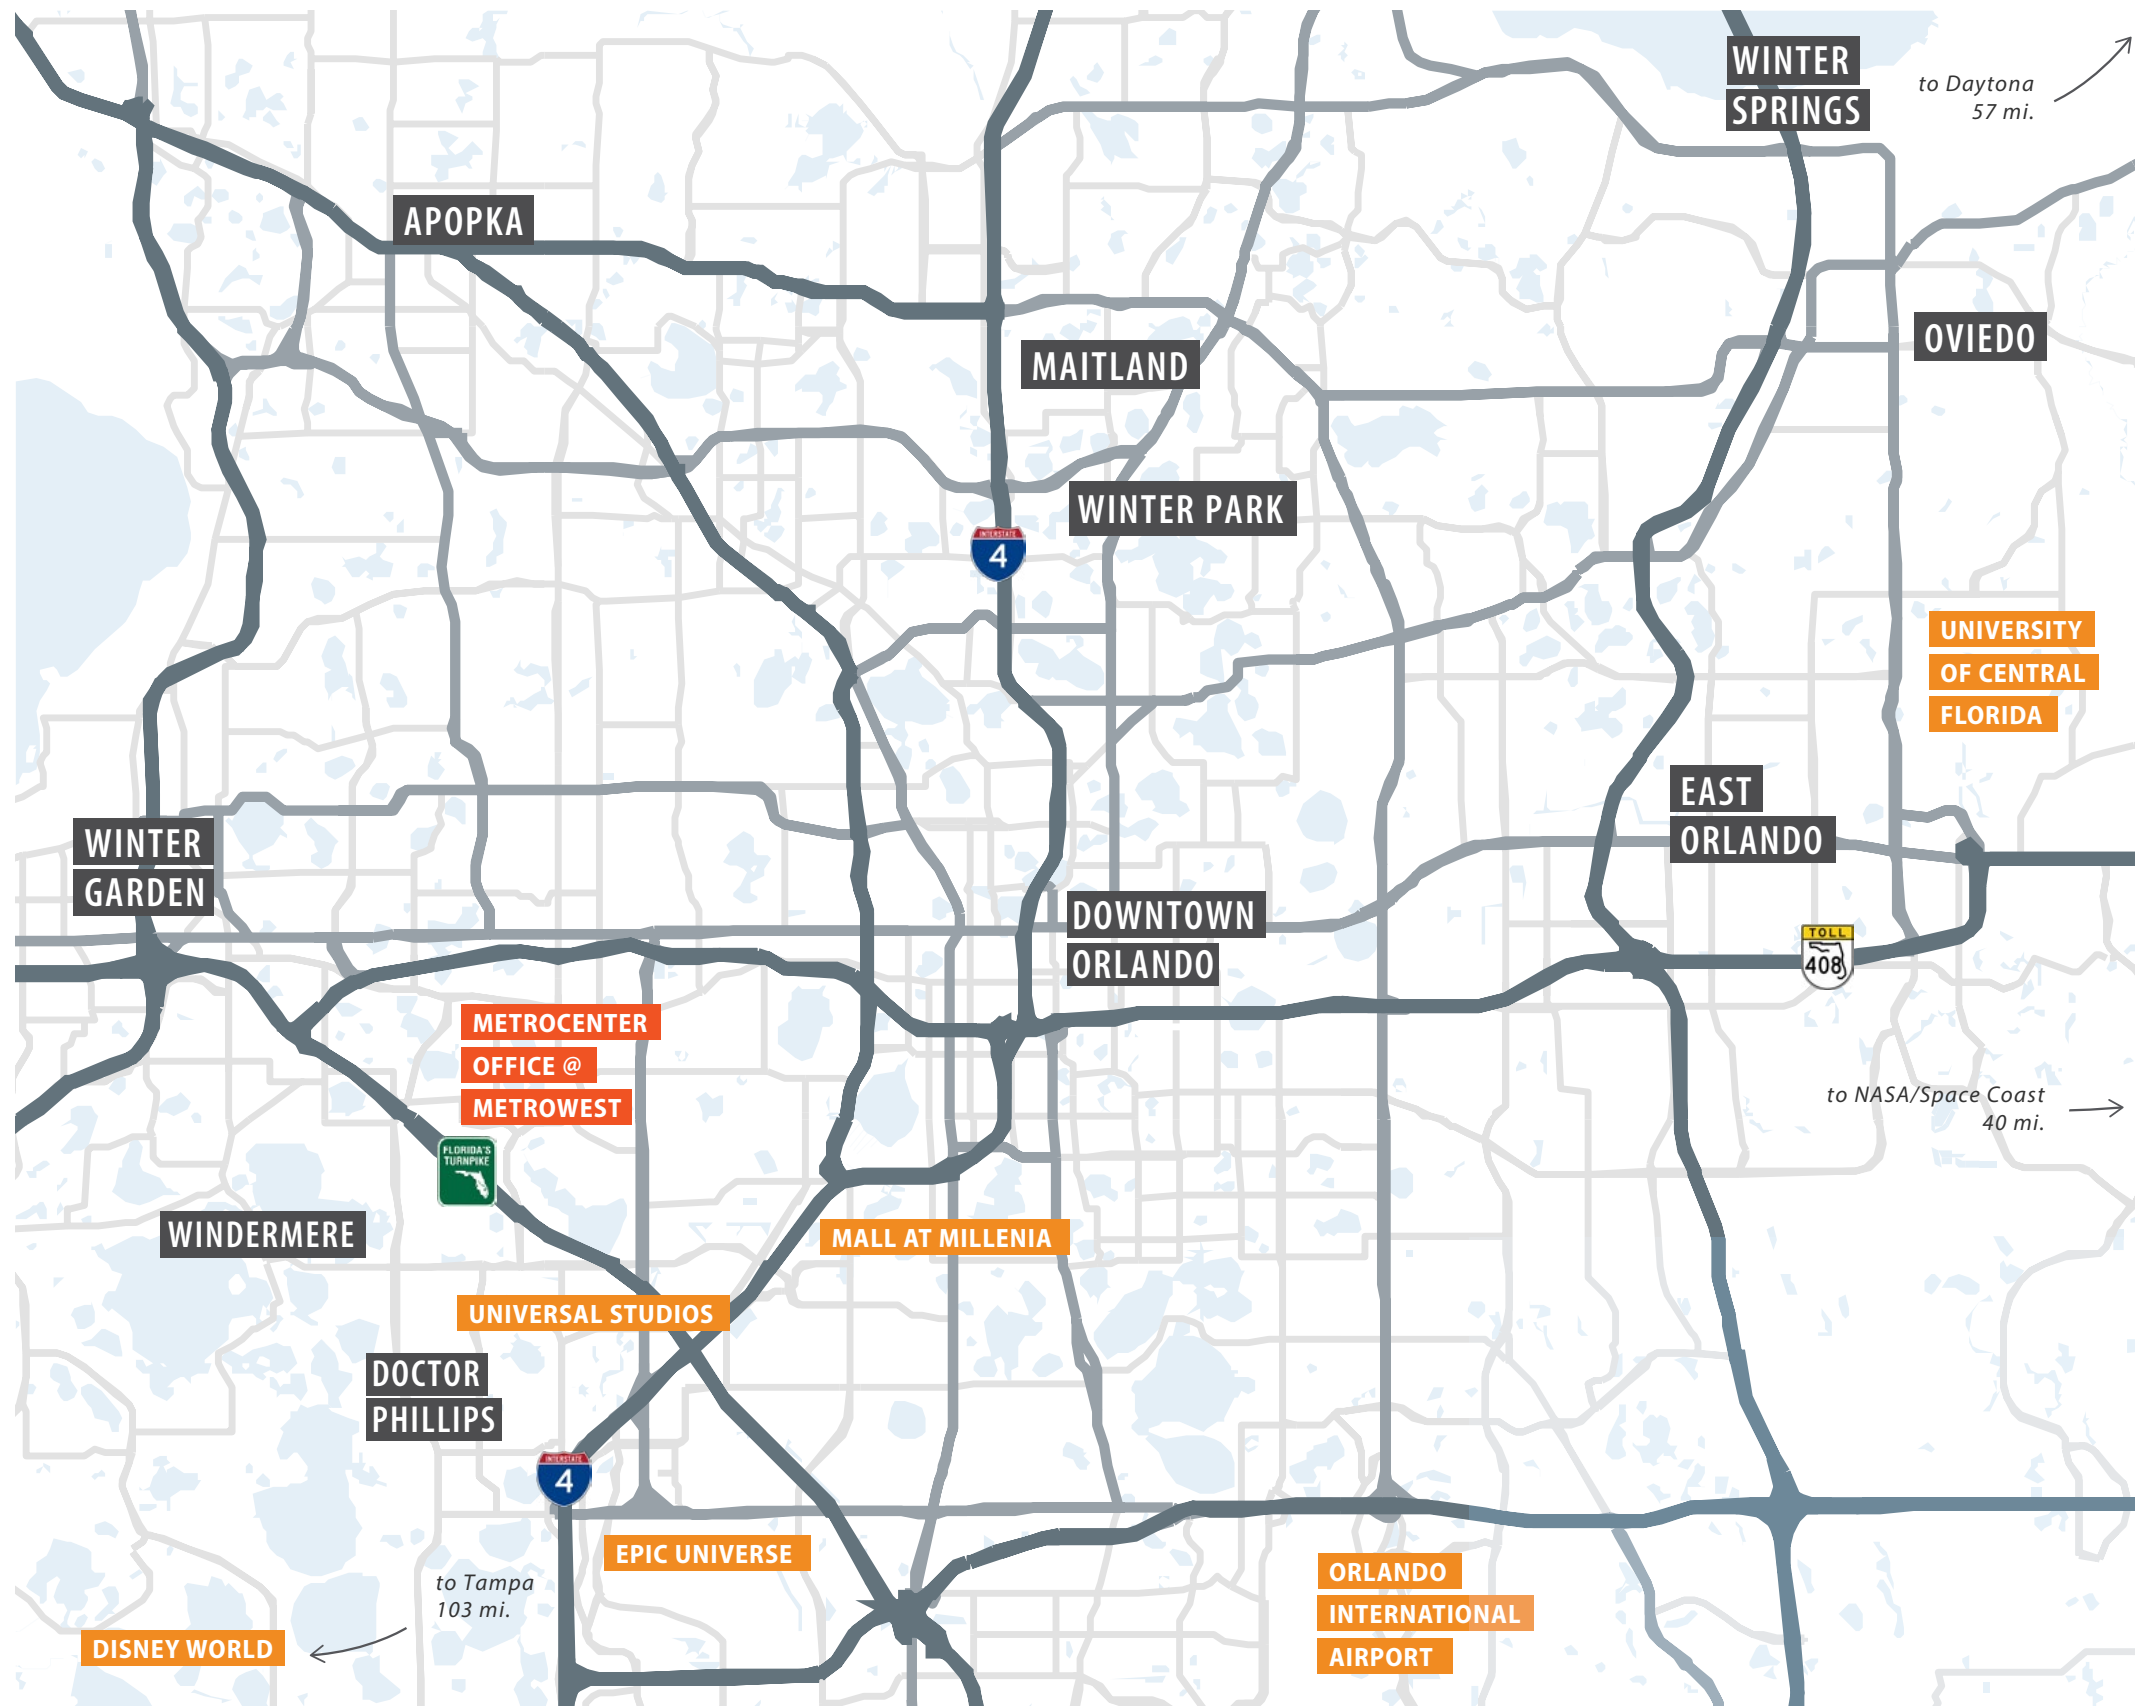 WINTER
SPRINGS
to Daytona
57 mi.
APOPKA
MAITLAND
OVIEDO
WINTER PARK
INTERSTATE
4
UNIVERSITY
OF CENTRAL
FLORIDA
EAST
ORLANDO
WINTER
GARDEN
DOWNTOWN
ORLANDO
TOLL
408
METROCENTER
OFFICE @
METROWEST
to NASA/Space Coast
40 mi.
FLORIDA'S
TURNPIKE
WINDERMERE
MALL AT MILLENIA
UNIVERSAL STUDIOS
DOCTOR
PHILLIPS
INTERSTATE
4
EPIC UNIVERSE
to Tampa
103 mi.
ORLANDO
INTERNATIONAL
AIRPORT
DISNEY WORLD